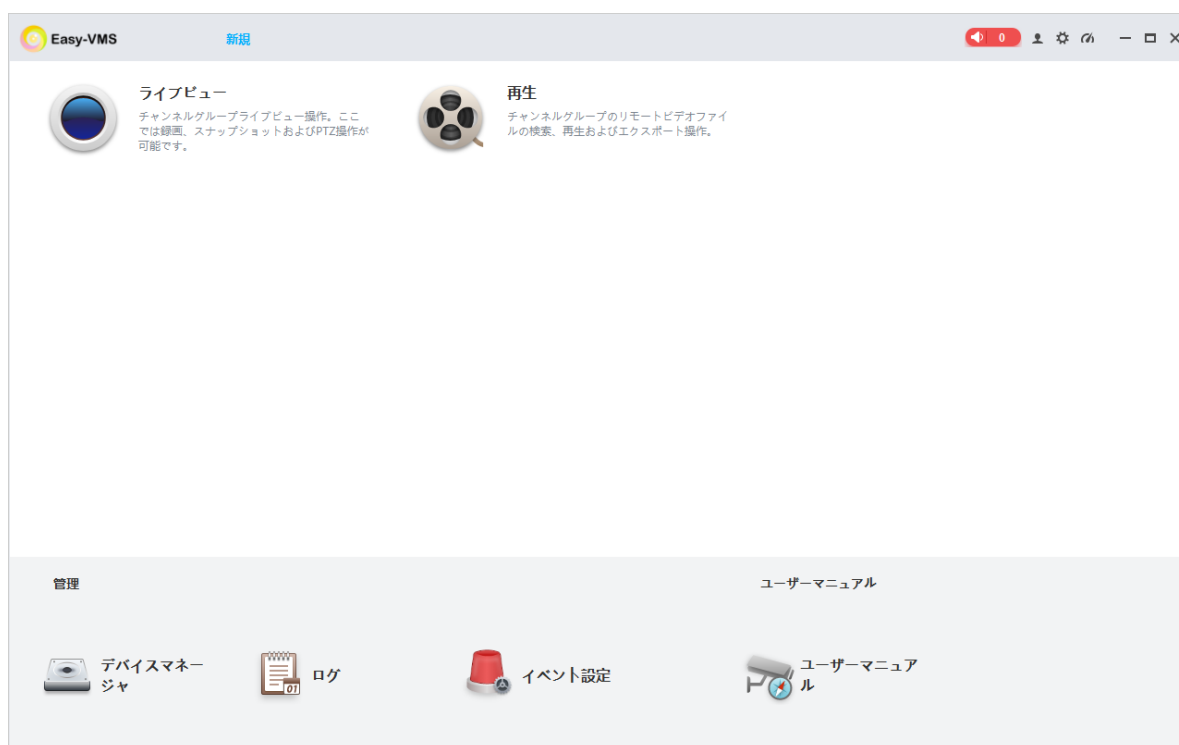 Easy-VMS
新規
0
ライブビュー
チャンネルグループライブビュー操作。ここ
では録画、スナップショットおよびPTZ操作が
可能です。
再生
チャンネルグループのリモートビデオファイ
ルの検索、再生およびエクスポート操作。
管理
ユーザーマニュアル
デバイスマネー
ジャ
01
ログ
イベント設定
ユーザーマニュア
ル